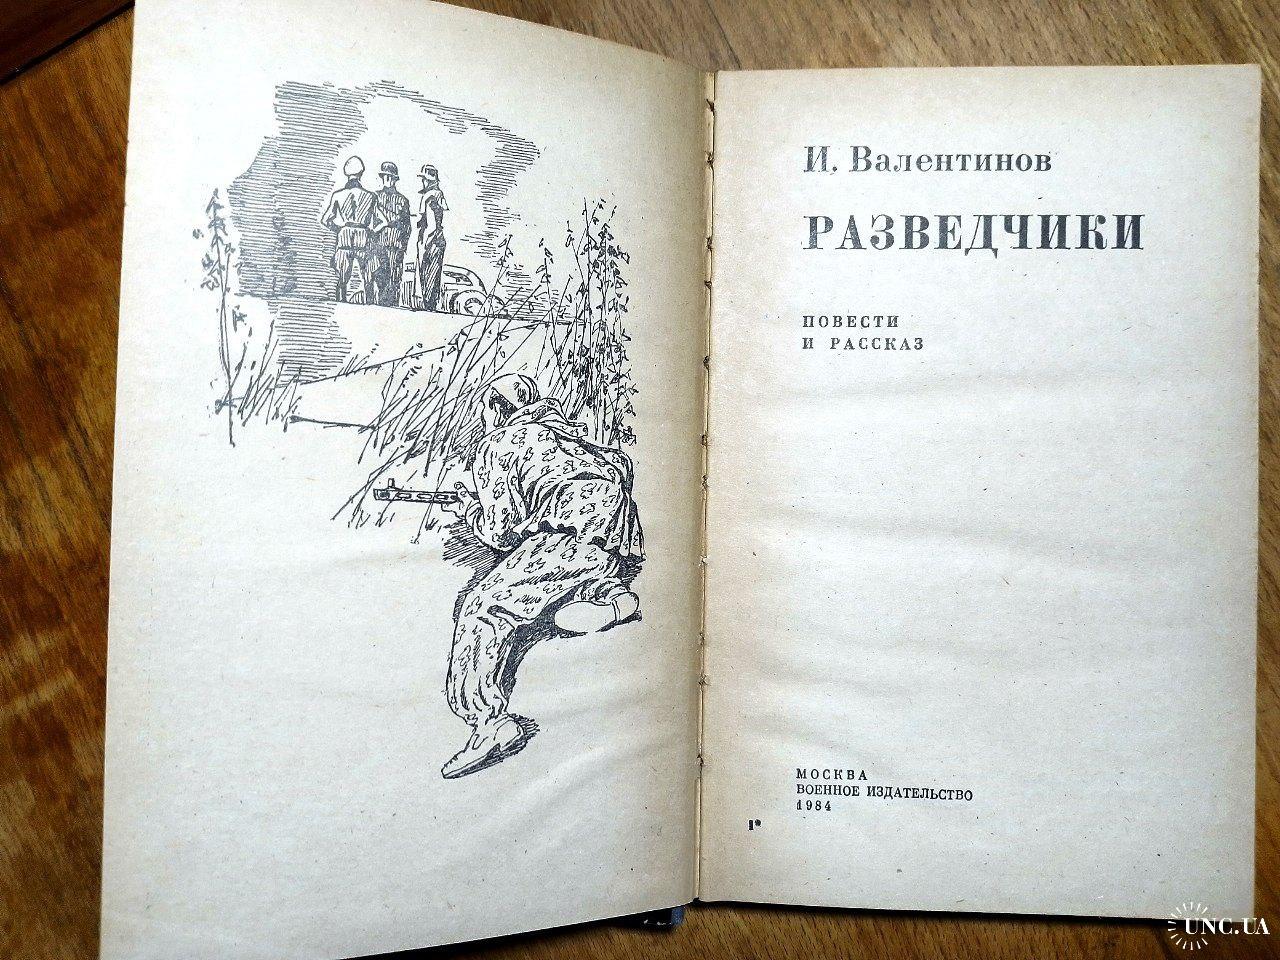 И. Валентинов
РАЗВЕДЧИКИ
ПОВЕСТИ
И РАССКАЗ
МОСКВА
ВОЕННОЕ ИЗДАТЕЛЬСТВО
1984
1*
UNC.UA